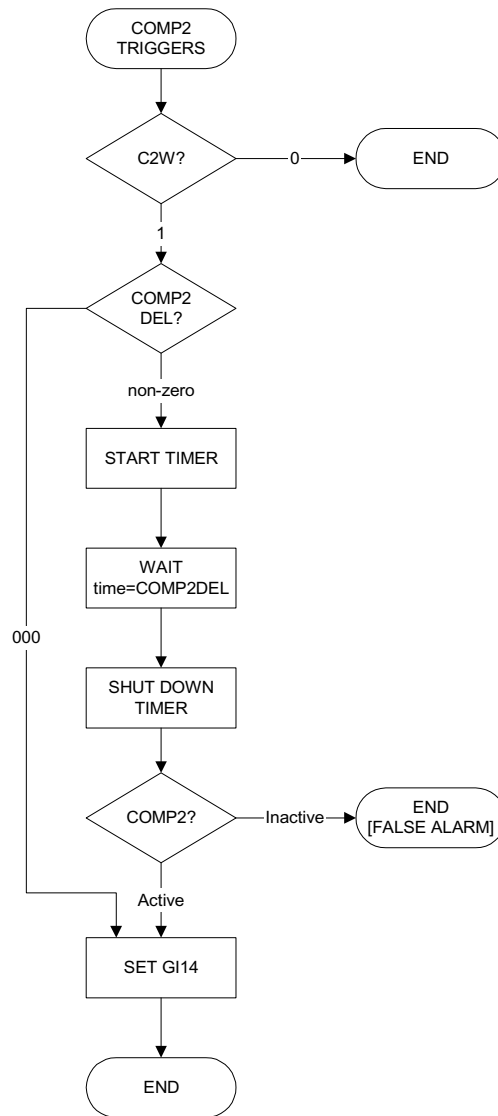 COMP2
TRIGGERS
C2W?
0
END
1
COMP2
DEL?
non-zero
START TIMER
WAIT
time=COMP2DEL
000
SHUT DOWN
TIMER
COMP2?
Inactive
END
[FALSE ALARM]
Active
SET GI14
END